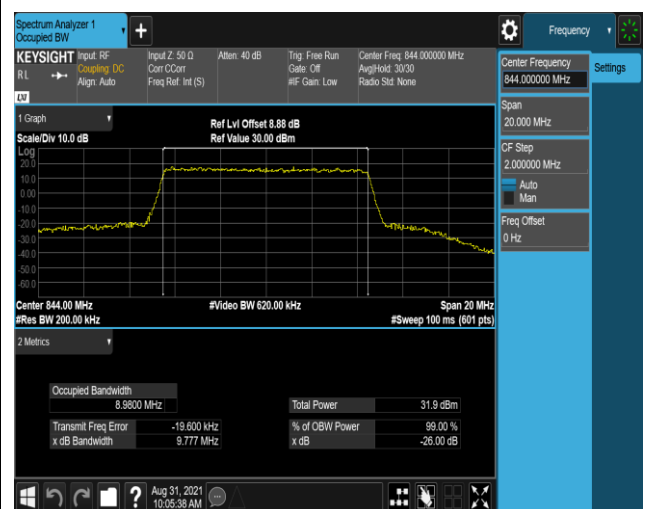 Spectrum Analyzer 1
Occupied BW
Frequency
KEYSIGHT
Input: RF
Input Z: 50 Ω
Atten: 40 dB
Trig: Free Run
Center Freq: 844.000000 MHz
RL
Coupling: DC
Corr CCorr
Gate: Off
Avg|Hold: 30/30
Align: Auto
Freq Ref: Int (S)
#IF Gain: Low
Radio Std: None
LXI
Center Frequency
844.000000 MHz
Settings
Span
20.000 MHz
CF Step
2.000000 MHz
Auto
Man
Freq Offset
0 Hz
1 Graph
Ref Lvl Offset 8.88 dB
Scale/Div 10.0 dB
Ref Value 30.00 dBm
Log
20.0
10.0
0.00
-10.0
-20.0
-30.0
-40.0
-50.0
-60.0
Center 844.00 MHz
#Video BW 620.00 kHz
Span 20 MHz
#Res BW 200.00 kHz
#Sweep 100 ms (601 pts)
2 Metrics
Occupied Bandwidth
8.9800 MHz
Total Power
31.9 dBm
Transmit Freq Error
-19.600 kHz
% of OBW Power
99.00 %
x dB Bandwidth
9.777 MHz
x dB
-26.00 dB
?
Aug 31, 2021
10:05:38 AM